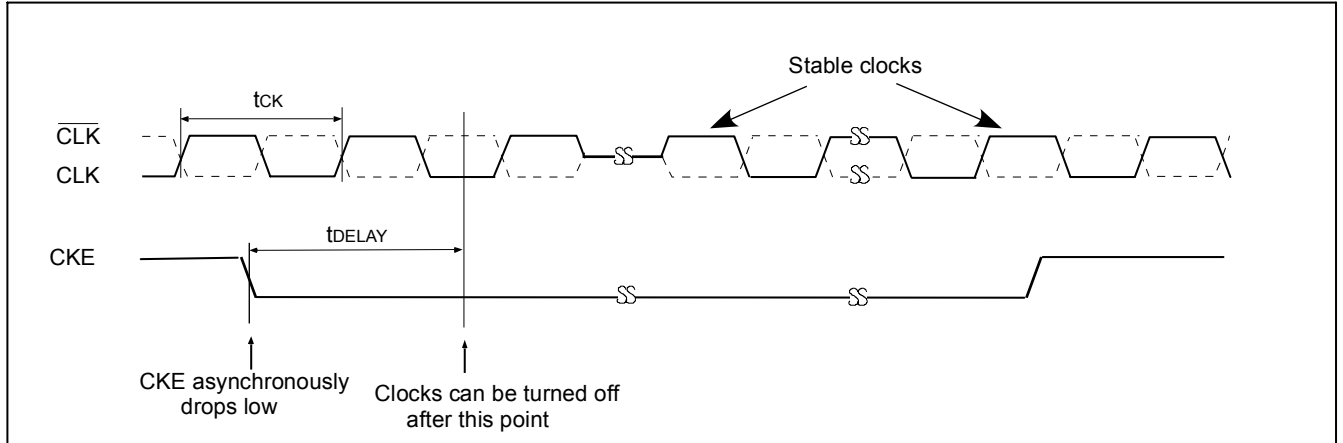 Stable clocks
tCK
CLK
CLK
tDELAY
CKE
CKE asynchronously
drops low
Clocks can be turned off
after this point